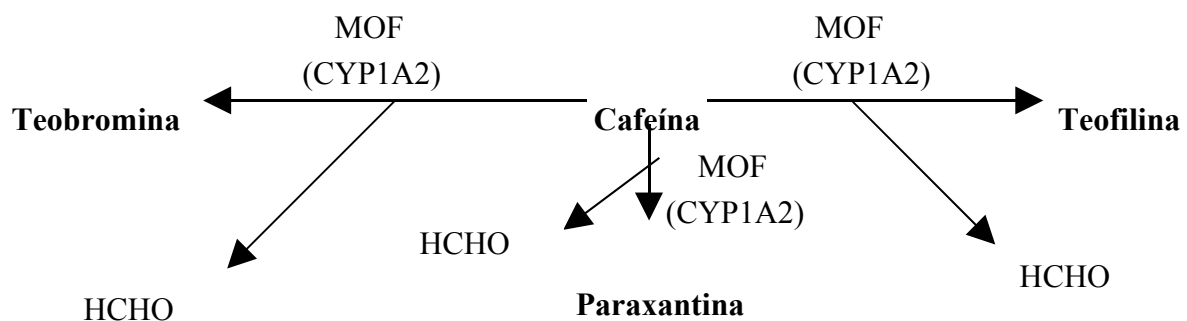 MOF
(CYP1A2)
MOF
(CYP1A2)
Teobromina
Cafeína
Teofilina
MOF
(CYP1A2)
HCHO
HCHO
HCHO
Paraxantina